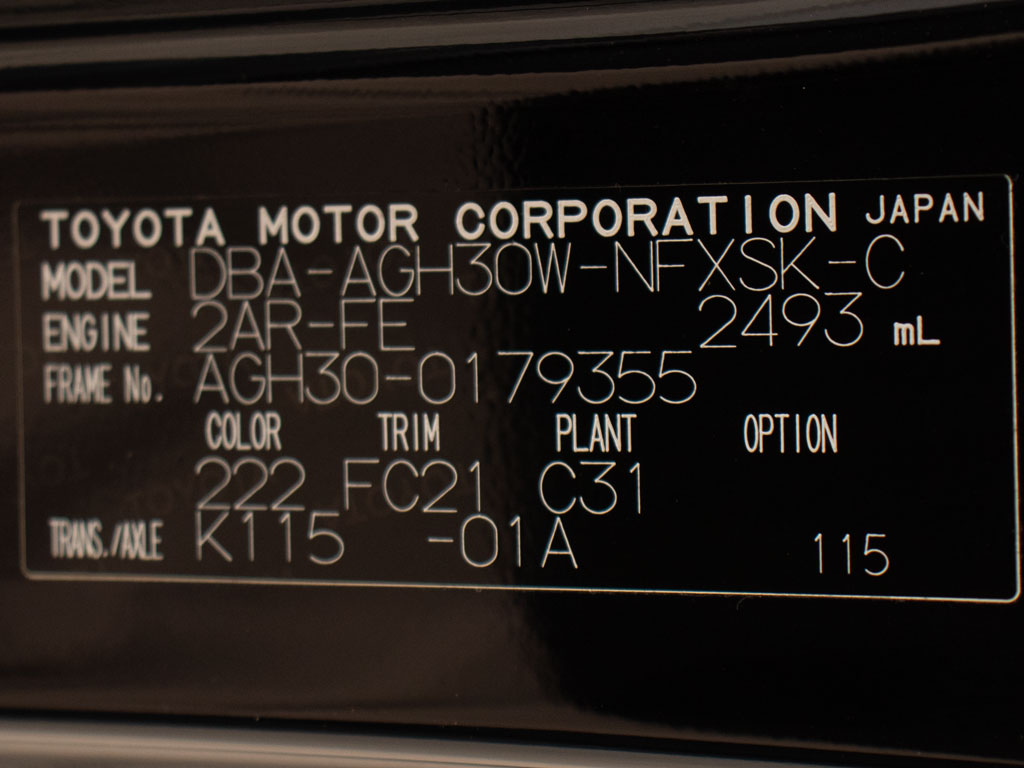 TOYOTA MOTOR CORPORATION JAPAN
MODEL DBA-AGH30W-NFXSK-C
ENGINE 2AR-FE 2493 mL
FRAME No. AGH30-0179355
COLOR TRIM PLANT OPTION
222 FC21 C31
TRANS./AXLE K115 -01A 115